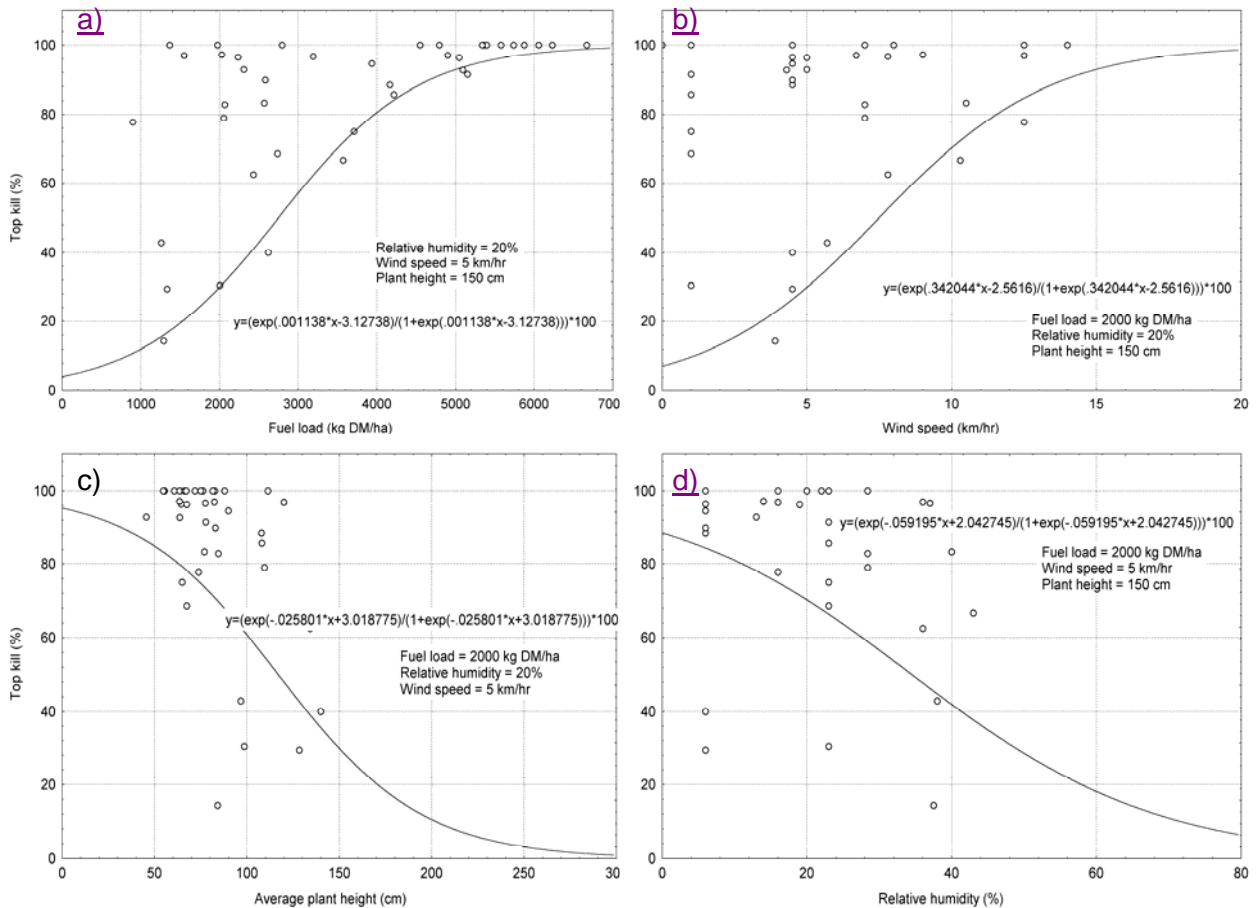 a)
100
80
60
40
20
0
Top kill (%)
Relative humidity = 20%
Wind speed = 5 km/hr
Plant height = 150 cm
y=(exp(.001138*x-3.12738)/(1+exp(.001138*x-3.12738)))*100
0 1000 2000 3000 4000 5000 6000 700
Fuel load (kg DM/ha)
b)
100
80
60
40
20
0
y=(exp(.342044*x-2.5616)/(1+exp(.342044*x-2.5616)))*100
Fuel load = 2000 kg DM/ha
Relative humidity = 20%
Plant height = 150 cm
0 5 10 15 20
Wind speed (km/hr)
c)
100
80
60
40
20
0
Top kill (%)
y=(exp(-.025801*x+3.018775)/(1+exp(-.025801*x+3.018775)))*100
Fuel load = 2000 kg DM/ha
Relative humidity = 20%
Wind speed = 5 km/hr
0 50 100 150 200 250 30
Average plant height (cm)
d)
100
80
60
40
20
0
y=(exp(-.059195*x+2.042745)/(1+exp(-.059195*x+2.042745)))*100
Fuel load = 2000 kg DM/ha
Wind speed = 5 km/hr
Plant height = 150 cm
0 20 40 60 80
Relative humidity (%)